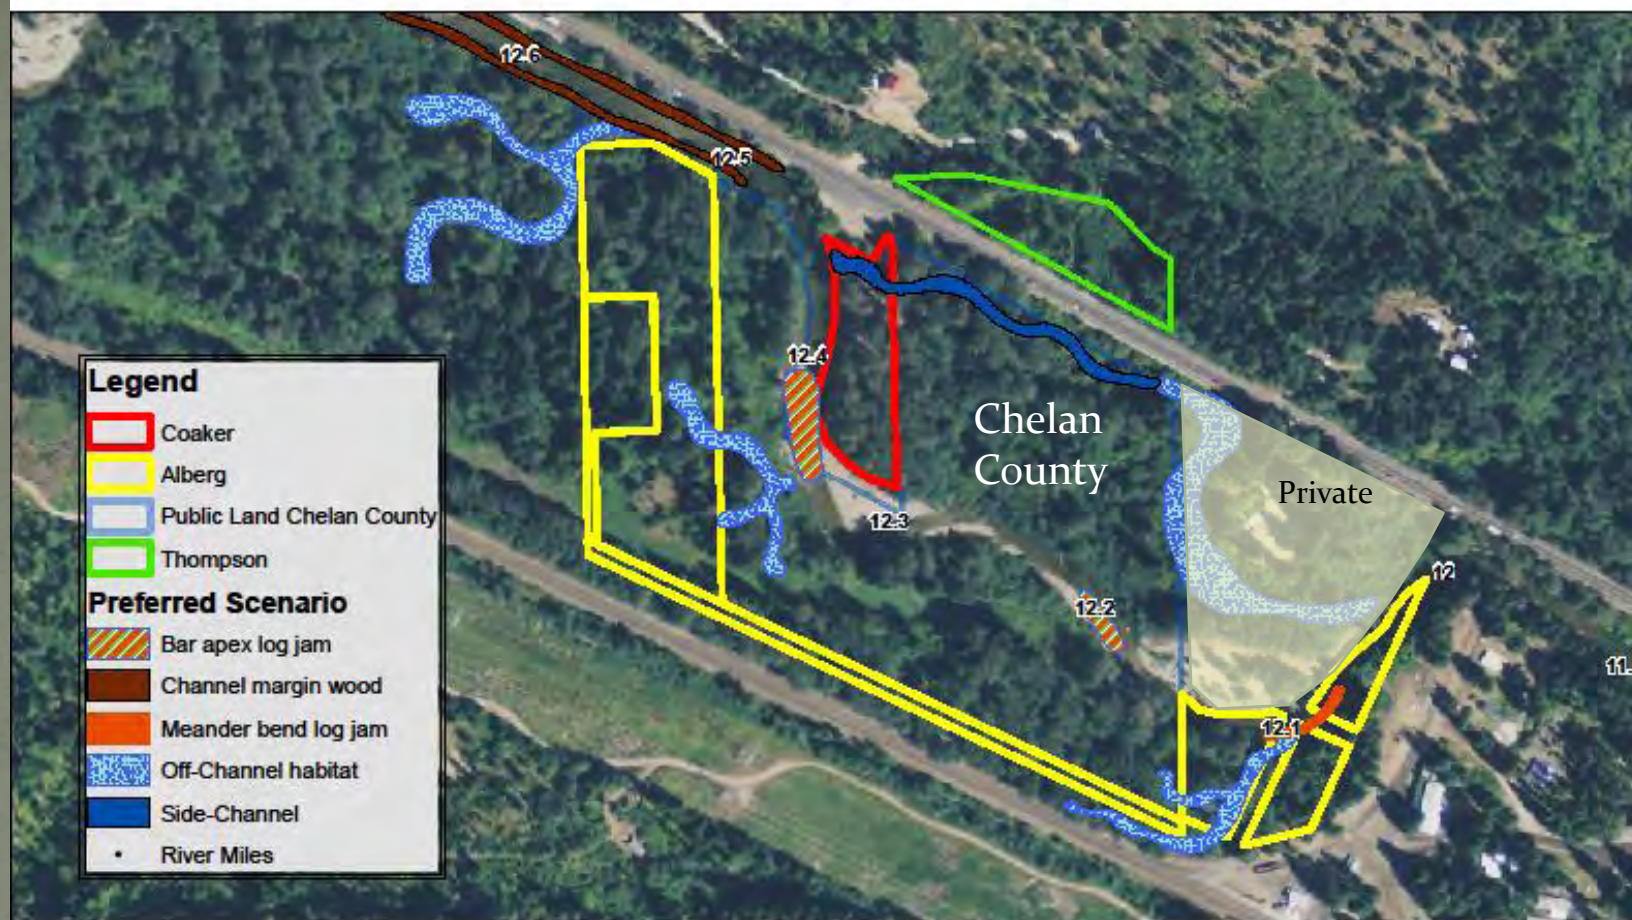 12.6
12.5
12.4
12.3
Chelan
County
Private
12
12.2
12.1
11.
Legend
Coaker
Alberg
Public Land Chelan County
Thompson
Preferred Scenario
Bar apex log jam
Channel margin wood
Meander bend log jam
Off-Channel habitat
Side-Channel
River Miles